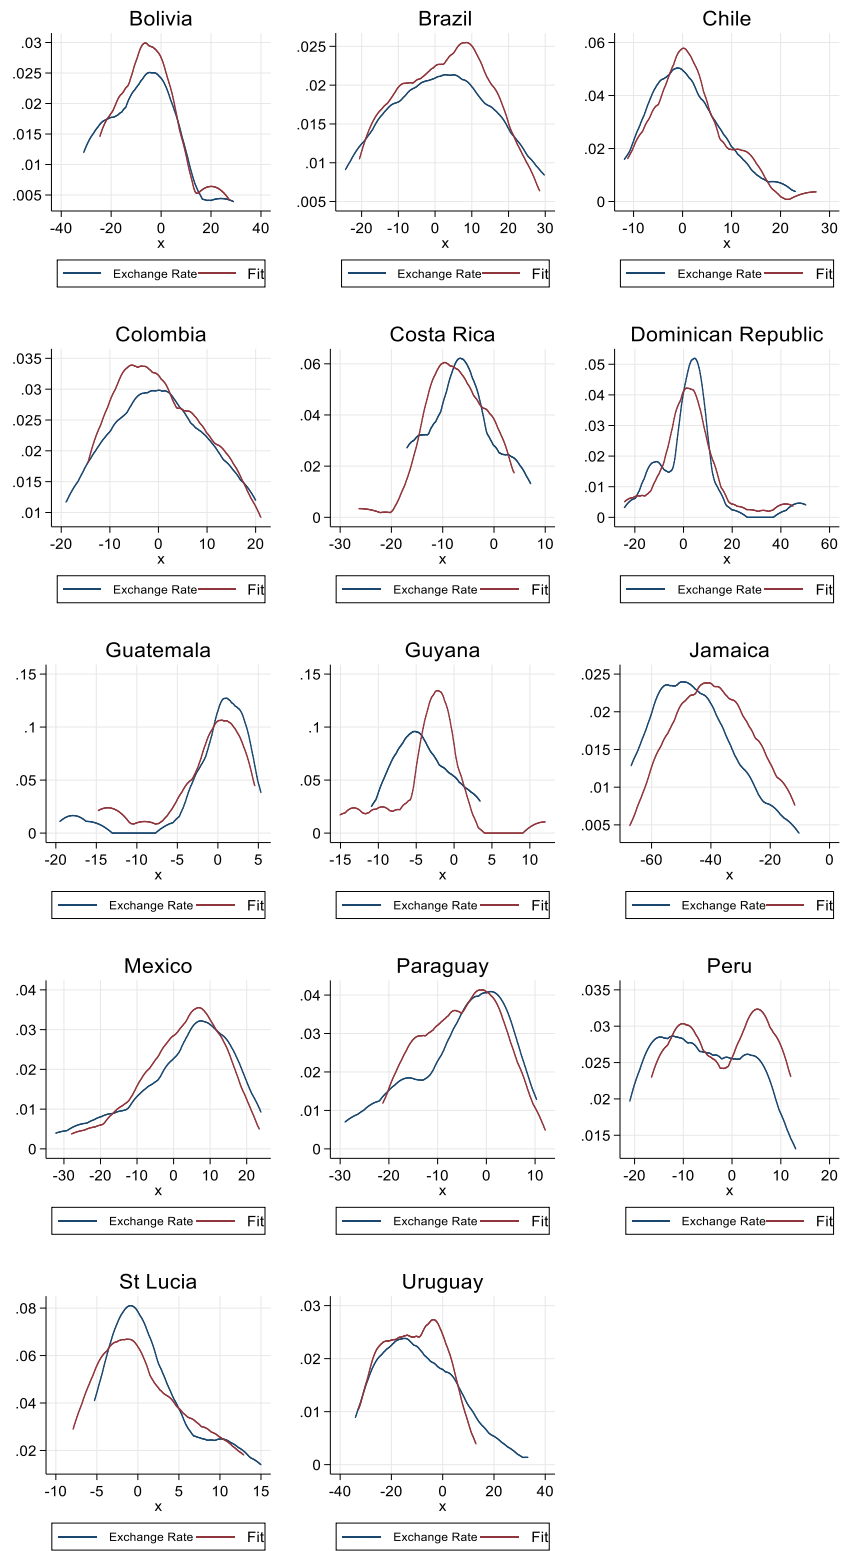 Bolivia Brazil Chile
.03 .025 .06
.025 .02 .04
.02 .015 .02
.015 .01 0
.01 .005
.005
-40 -20 0 20 40 -20 -10 0 10 20 30 -10 0 10 20 30
x x x
Exchange Rate Fit Exchange Rate Fit Exchange Rate Fit
Colombia Costa Rica Dominican Republic
.035 .06 .05
.03 .04 .04
.025 .02 .03
.02 0 .02
.015 .01
.01 0
-20 -10 0 10 20 -30 -20 -10 0 10 -20 0 20 40 60
x x x
Exchange Rate Fit Exchange Rate Fit Exchange Rate Fit
Guatemala Guyana Jamaica
.15 .15 .025
.1 .1 .02
.05 .05 .015
0 0 .01
.005
-20 -15 -10 -5 0 5 -15 -10 -5 0 5 10 -60 -40 -20 0
x x x
Exchange Rate Fit Exchange Rate Fit Exchange Rate Fit
Mexico Paraguay Peru
.04 .04 .035
.03 .03 .03
.02 .02 .025
.01 .01 .02
0 0 .015
-30 -20 -10 0 10 20 30 -30 -20 -10 0 10 -20 -10 0 10 20
x x x
Exchange Rate Fit Exchange Rate Fit Exchange Rate Fit
St Lucia Uruguay
.08 .03
.06 .02
.04 .01
.02 0
-10 -5 0 5 10 15 -40 -20 0 20 40
x x
Exchange Rate Fit Exchange Rate Fit